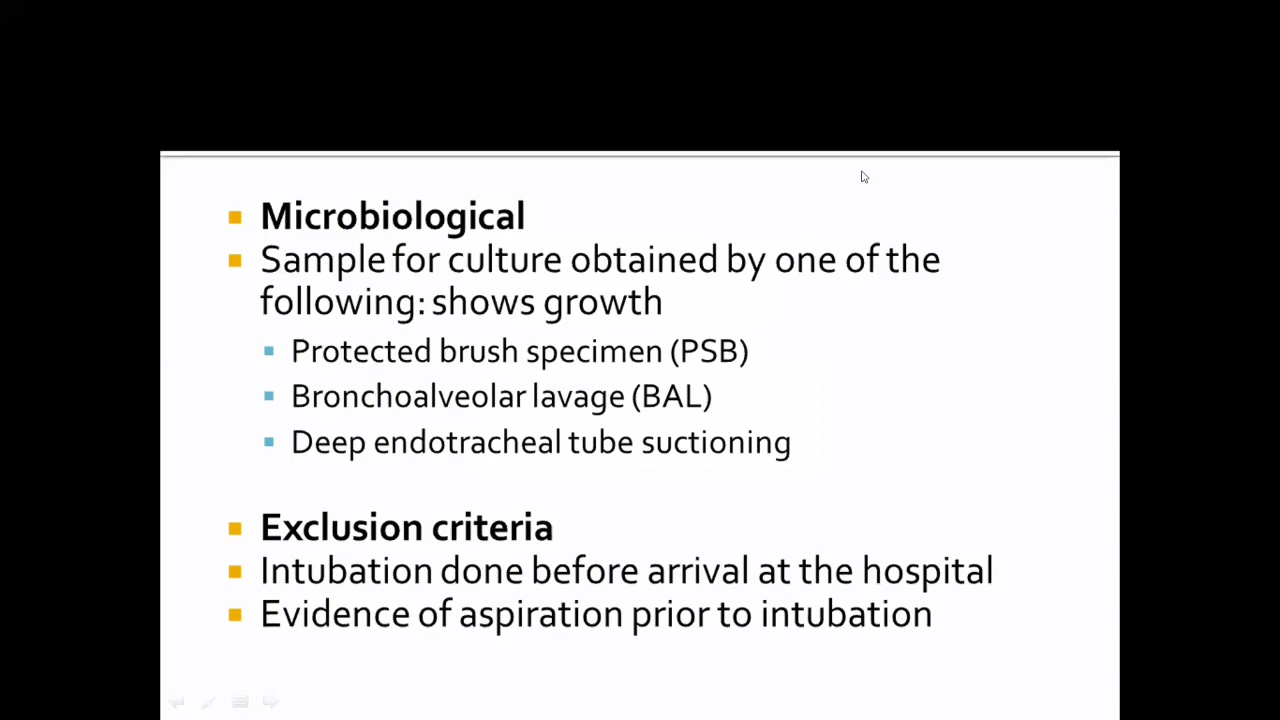 Microbiological
Sample for culture obtained by one of the
following: shows growth
Protected brush specimen (PSB)
Bronchoalveolar lavage (BAL)
Deep endotracheal tube suctioning
Exclusion criteria
Intubation done before arrival at the hospital
Evidence of aspiration prior to intubation